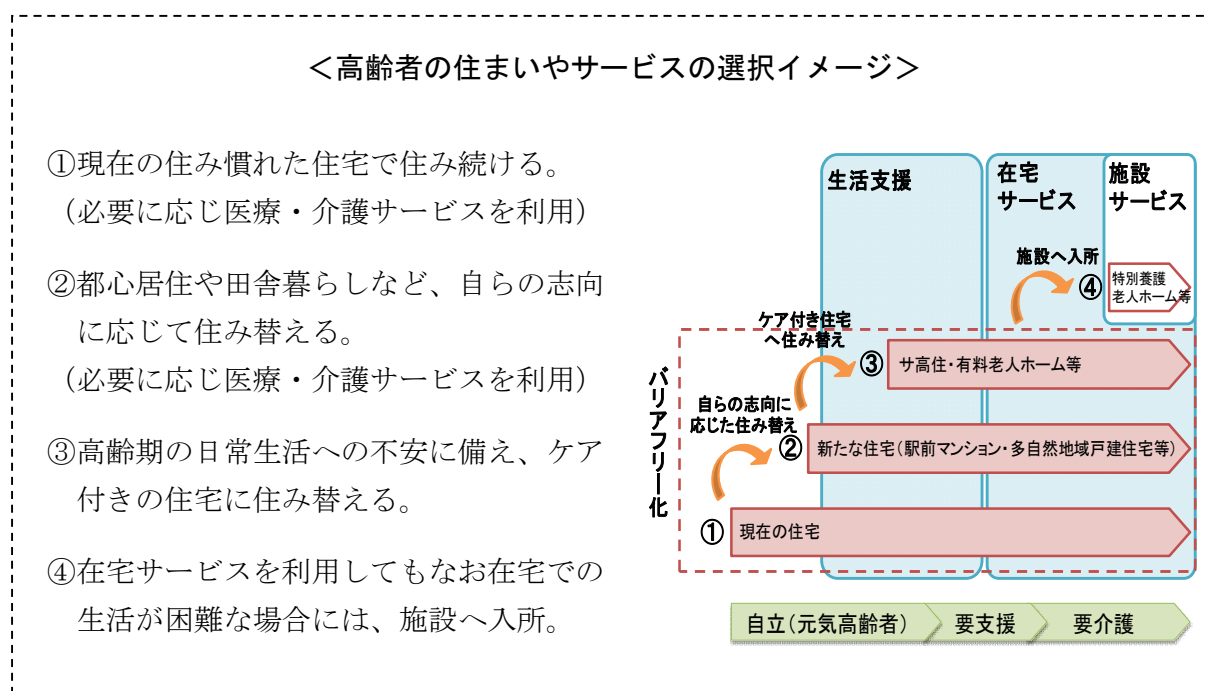 ＜高齢者の住まいやサービスの選択イメージ＞
①現在の住み慣れた住宅で住み続ける。
（必要に応じ医療・介護サービスを利用）
②都心居住や田舎暮らしなど、自らの志向
に応じて住み替える。
（必要に応じ医療・介護サービスを利用）
③高齢期の日常生活への不安に備え、ケア
付きの住宅に住み替える。
④在宅サービスを利用してもなお在宅での
生活が困難な場合には、施設へ入所。
生活支援
在宅
サービス
施設
サービス
施設へ入所
④
特別養護
老人ホーム等
ケア付き住宅
へ住み替え
③
サ高住・有料老人ホーム等
自らの志向に
応じた住み替え
②
新たな住宅（駅前マンション・多自然地域戸建住宅等）
①
現在の住宅
バリアフリー化
自立（元気高齢者）
要支援
要介護